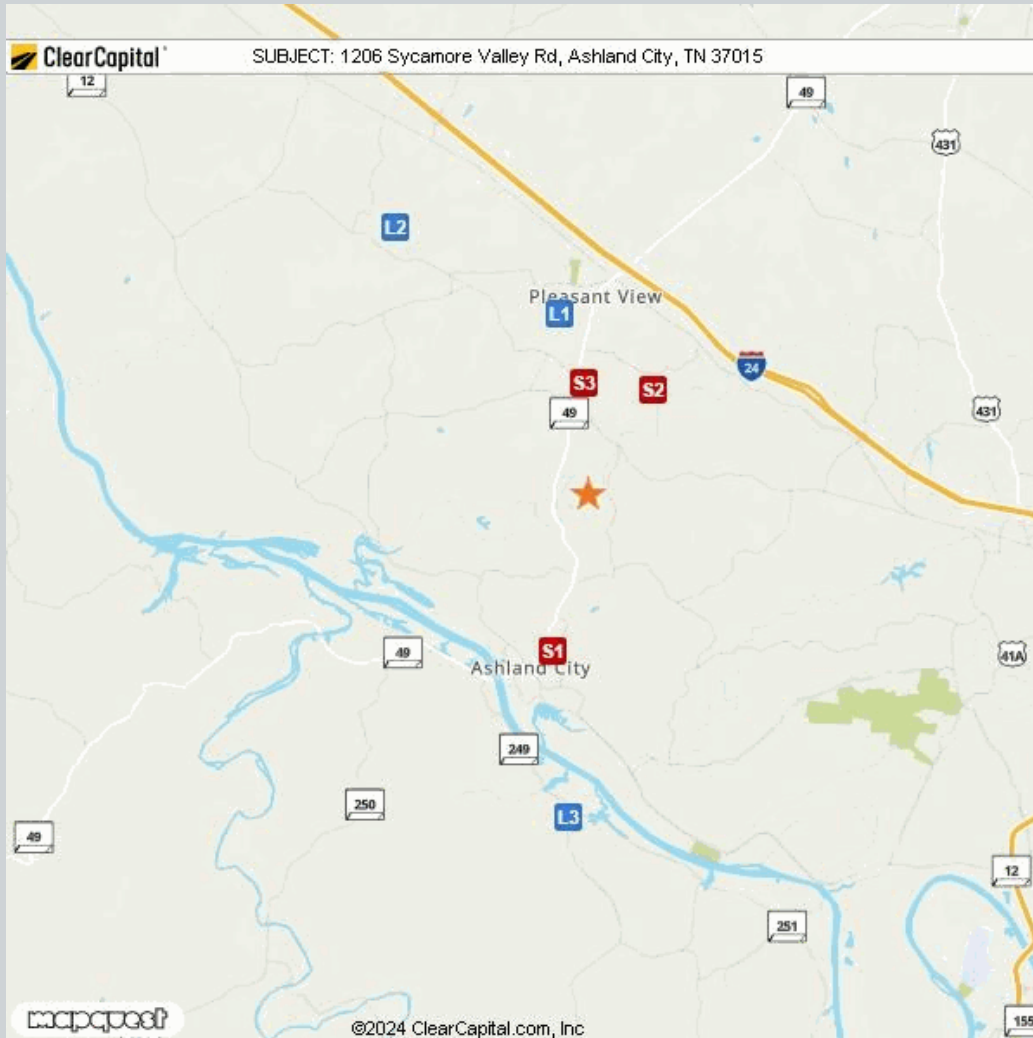 ClearCapital
SUBJECT: 1206 Sycamore Valley Rd, Ashland City, TN 37015
12
49
431
L2
Pleasant View
L1
24
S3
S2
49
431
S1
49
Ashland City
41A
249
250
L3
49
12
251
155
mapquest
©2024 ClearCapital.com, Inc